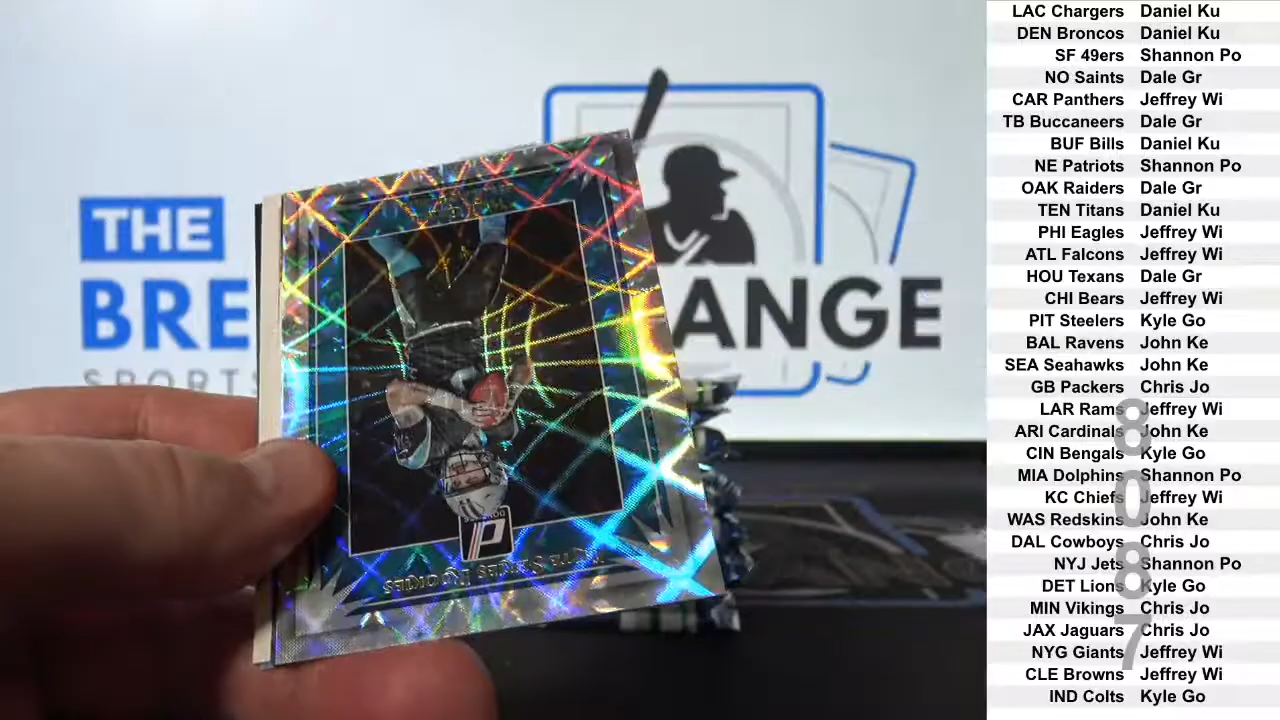 THE
BRE
ANGE
SPORTS
DONRUSS
ELITE SERIES ROOKIES
LAC Chargers Daniel Ku
DEN Broncos Daniel Ku
SF 49ers Shannon Po
NO Saints Dale Gr
CAR Panthers Jeffrey Wi
TB Buccaneers Dale Gr
BUF Bills Daniel Ku
NE Patriots Shannon Po
OAK Raiders Dale Gr
TEN Titans Daniel Ku
PHI Eagles Jeffrey Wi
ATL Falcons Jeffrey Wi
HOU Texans Dale Gr
CHI Bears Jeffrey Wi
PIT Steelers Kyle Go
BAL Ravens John Ke
SEA Seahawks John Ke
GB Packers Chris Jo
LAR Rams Jeffrey Wi
ARI Cardinals John Ke
CIN Bengals Kyle Go
MIA Dolphins Shannon Po
KC Chiefs Jeffrey Wi
WAS Redskins John Ke
DAL Cowboys Chris Jo
NYJ Jets Shannon Po
DET Lions Kyle Go
MIN Vikings Chris Jo
JAX Jaguars Chris Jo
NYG Giants Jeffrey Wi
CLE Browns Jeffrey Wi
IND Colts Kyle Go
8087